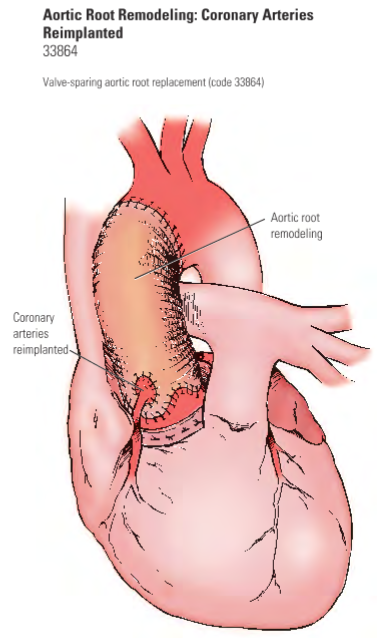 Aortic Root Remodeling: Coronary Arteries
Reimplanted
33864
Valve-sparing aortic root replacement (code 33864)
Aortic root
remodeling
Coronary
arteries
reimplanted